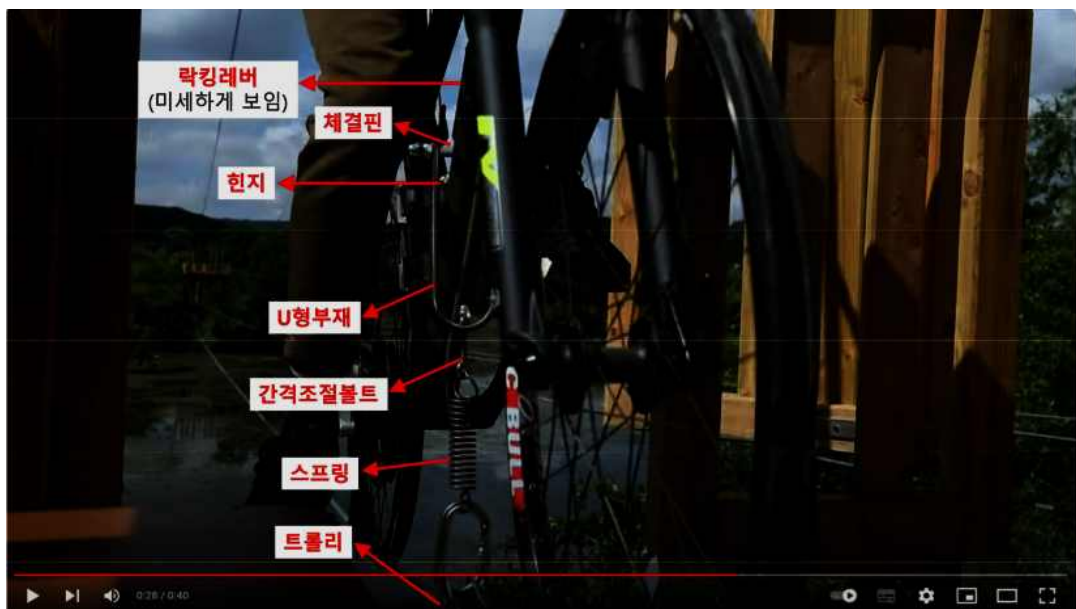 락킹레버
(미세하게 보임)
체결핀
힌지
U형부재
간격조절볼트
스프링
BULL
트롤리
0:28 / 0:40